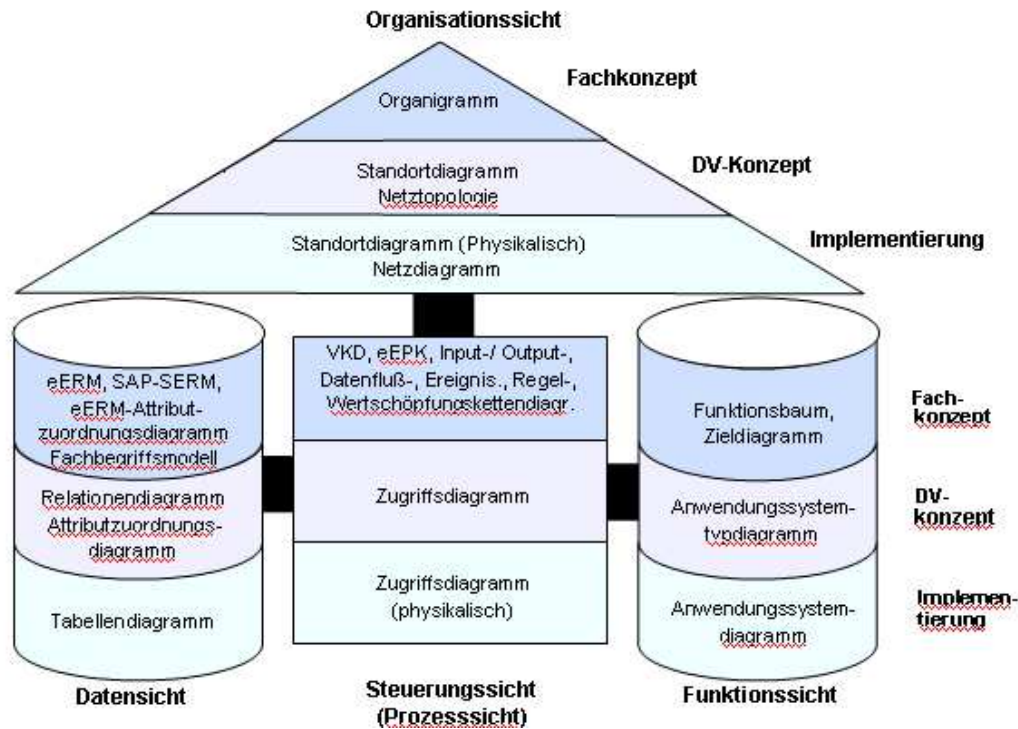 Organisationssicht
Fachkonzept
Organigramm
DV-Konzept
Standortdiagramm
Netztopologie
Implementierung
Standortdiagramm (Physikalisch)
Netzdiagramm
eERM, SAP-SERM,
eERM-Attribut-
zuordnungsdiagramm
Fachbegriffsmodell
Relationendiagramm
Attributzuordnungs-
diagramm
Tabellendiagramm
Datensicht
VKD, eEPK, Input-/ Output-,
Datenfluß-, Ereignis., Regel-,
Wertschöpfungskettendiagr.
Zugriffsdiagramm
Zugriffsdiagramm
(physikalisch)
Steuerungssicht
(Prozesssicht)
Funktionsbaum,
Zieldiagramm
Anwendungssystem-
typdiagramm
Anwendungssystem-
diagramm
Funktionssicht
Fach-
konzept
DV-
konzept
Implemen-
tierung